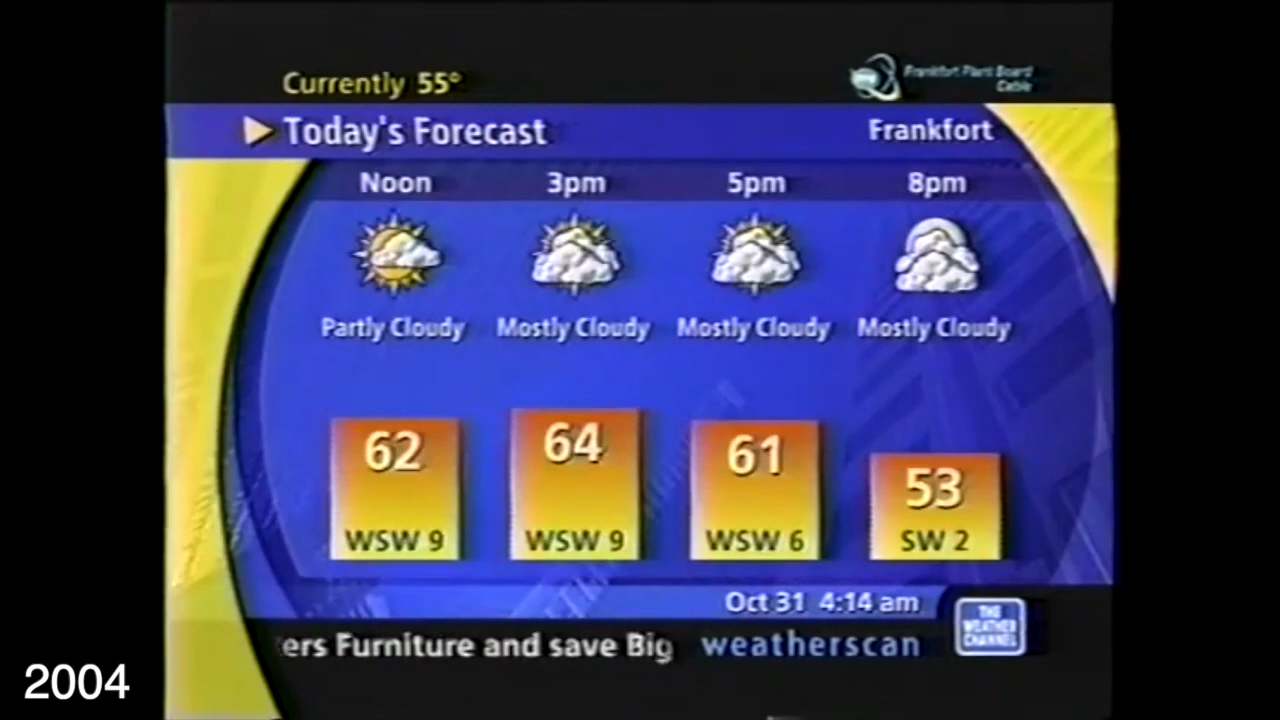 Currently 55°
Frankfort Plant Board
Cable
Today's Forecast
Frankfort
Noon 3pm 5pm 8pm
Partly Cloudy Mostly Cloudy Mostly Cloudy Mostly Cloudy
62 64 61 53
WSW 9 WSW 9 WSW 6 SW 2
Oct 31 4:14 am
ers Furniture and save Big
weatherscan
THE
WEATHER
CHANNEL
2004